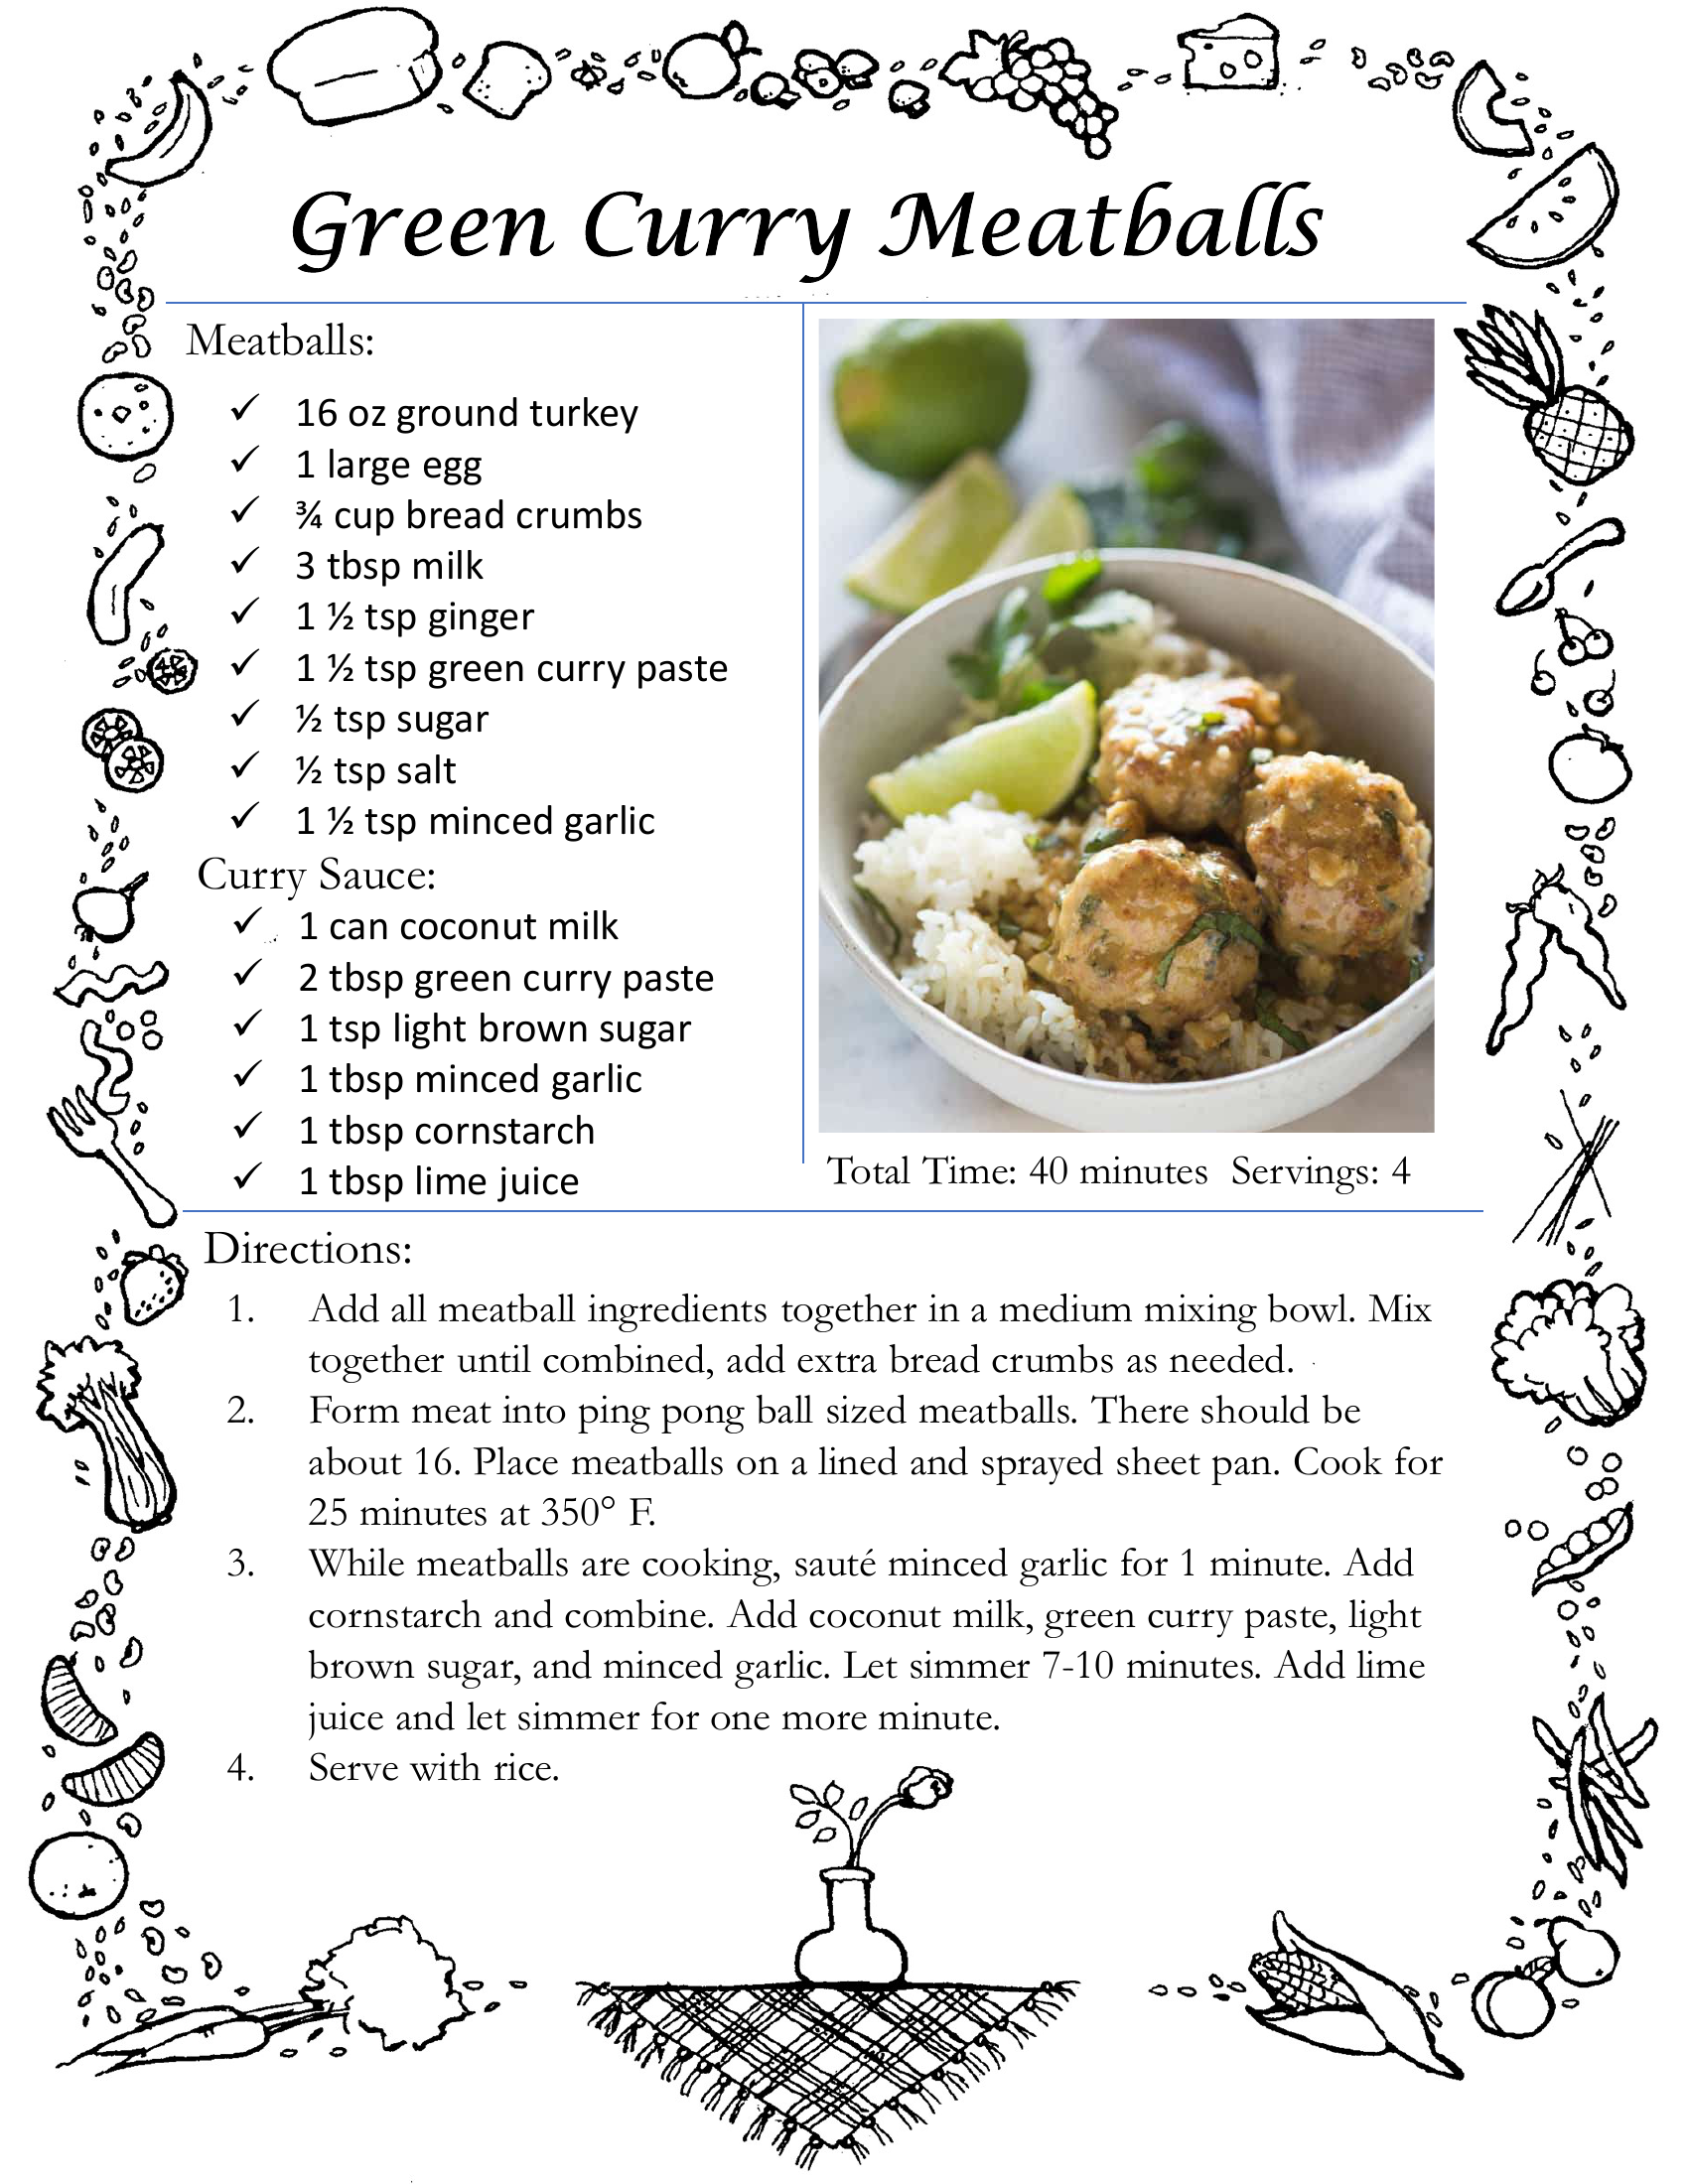 Green Curry Meatballs
Meatballs:
✓ 16 oz ground turkey
✓ 1 large egg
✓ ¾ cup bread crumbs
✓ 3 tbsp milk
✓ 1 ½ tsp ginger
✓ 1 ½ tsp green curry paste
✓ ½ tsp sugar
✓ ½ tsp salt
✓ 1 ½ tsp minced garlic
Curry Sauce:
✓ 1 can coconut milk
✓ 2 tbsp green curry paste
✓ 1 tsp light brown sugar
✓ 1 tbsp minced garlic
✓ 1 tbsp cornstarch
✓ 1 tbsp lime juice
Total Time: 40 minutes Servings: 4
Directions:
1. Add all meatball ingredients together in a medium mixing bowl. Mix
together until combined, add extra bread crumbs as needed.
2. Form meat into ping pong ball sized meatballs. There should be
about 16. Place meatballs on a lined and sprayed sheet pan. Cook for
25 minutes at 350° F.
3. While meatballs are cooking, sauté minced garlic for 1 minute. Add
cornstarch and combine. Add coconut milk, green curry paste, light
brown sugar, and minced garlic. Let simmer 7-10 minutes. Add lime
juice and let simmer for one more minute.
4. Serve with rice.